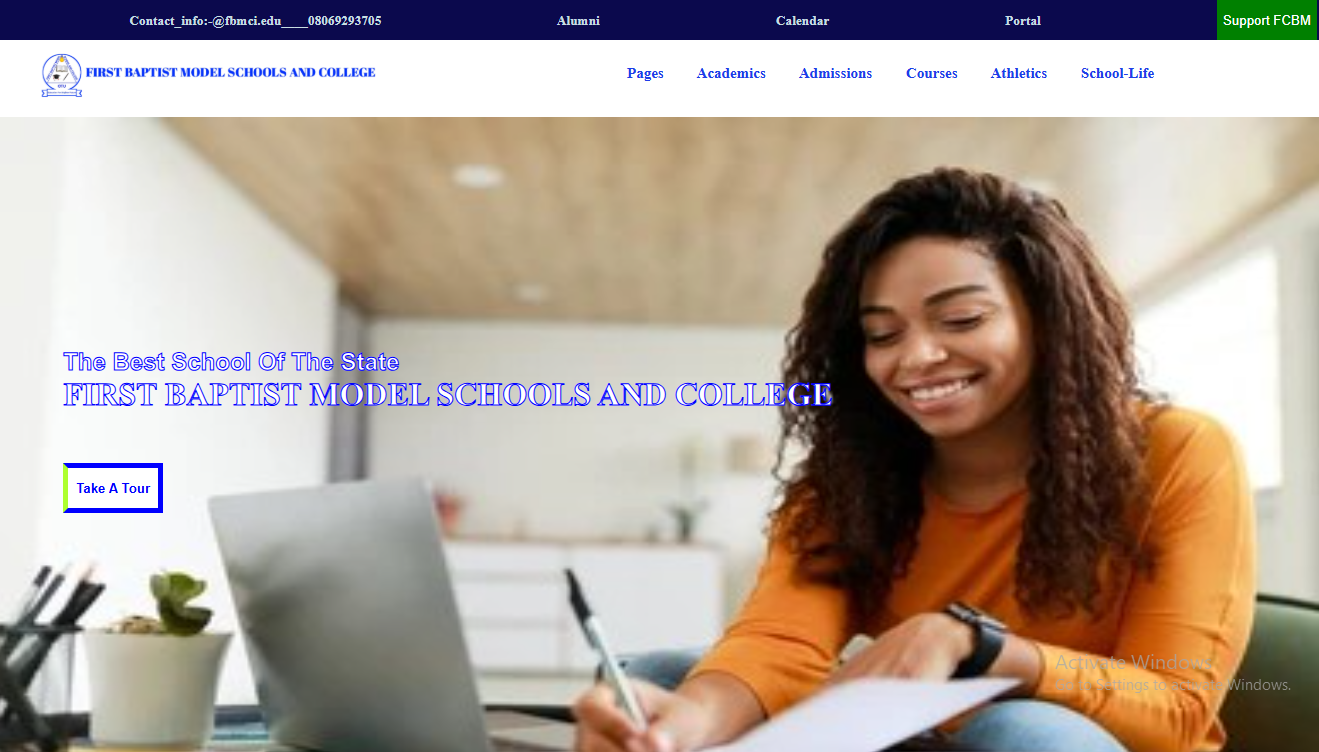 Contact_info:-@fbmci.edu____08069293705 Alumni Calendar Portal Support FCBM
FIRST BAPTIST MODEL SCHOOLS AND COLLEGE Pages Academics Admissions Courses Athletics School-Life
The Best School Of The State
FIRST BAPTIST MODEL SCHOOLS AND COLLEGE
Take A Tour
Activate Windows
Go to Settings to activate Windows.